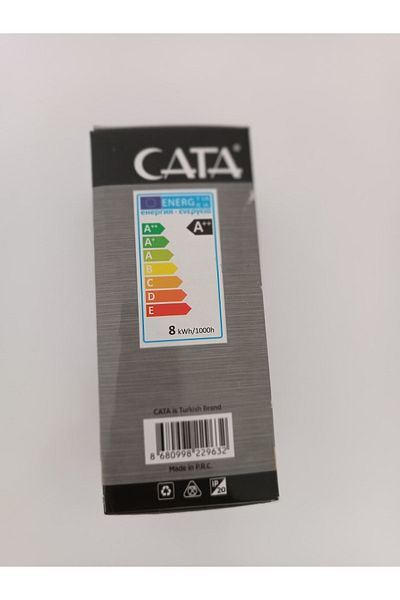 CATA®
ENERG
енергия · ενεργεια
A++ A++
A+
A
B
C
D
E
8 kWh/1000h
CATA is Turkish Brand
8 680998 229632
Made in P.R.C.
IP
20